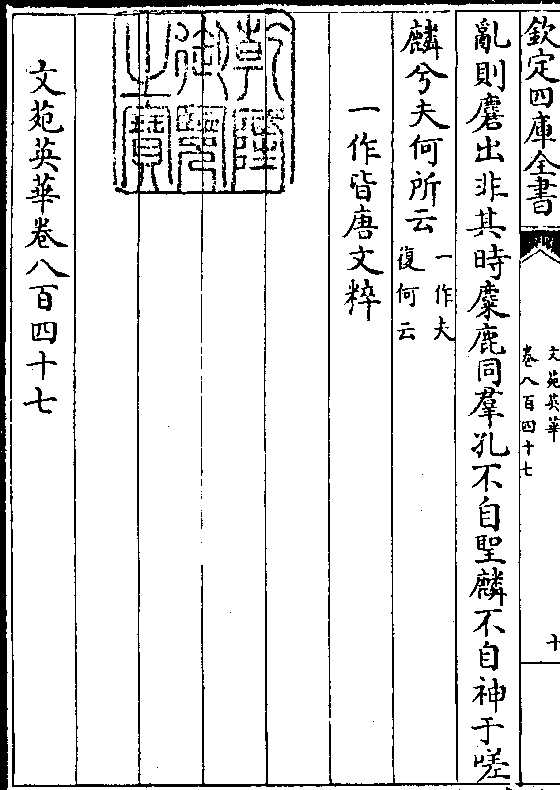 欽定四庫全書
文苑英華
卷八百四十七
十
亂則麏出非其時麋鹿同羣孔不自聖麟不自神于嗟
麟兮夫何所云一作夫
復何云
一作皆唐文粹
乾隆御覽之寶
文苑英華卷八百四十七